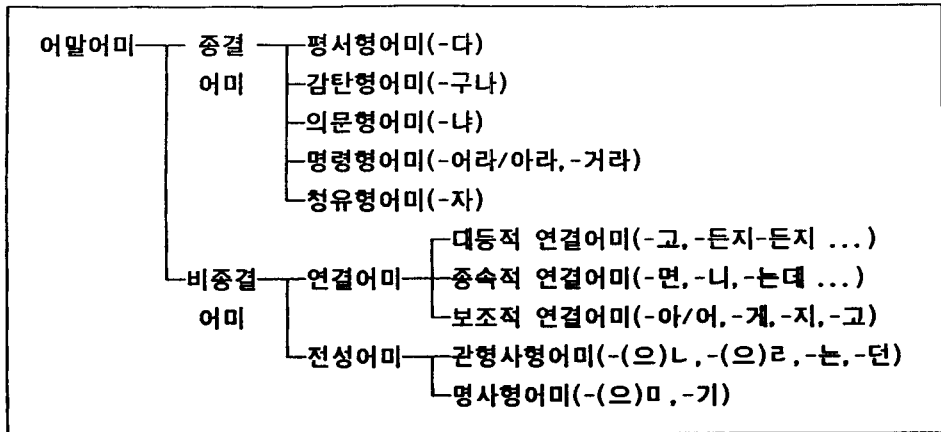 어말어미 종결 평서형어미(-다)
어미 감탄형어미(-구나)
의문형어미(-냐)
명령형어미(-어라/아라,-거라)
청유형어미(-자)
대등적 연결어미(-고,-든지-든지 ...)
비종결 연결어미 종속적 연결어미(-면,-니,-는데 ...)
어미 보조적 연결어미(-아/어,-게,-지,-고)
전성어미 관형사형어미(-(으)ㄴ,-(으)ㄹ,-는,-던)
명사형어미(-(으)ㅁ,-기)